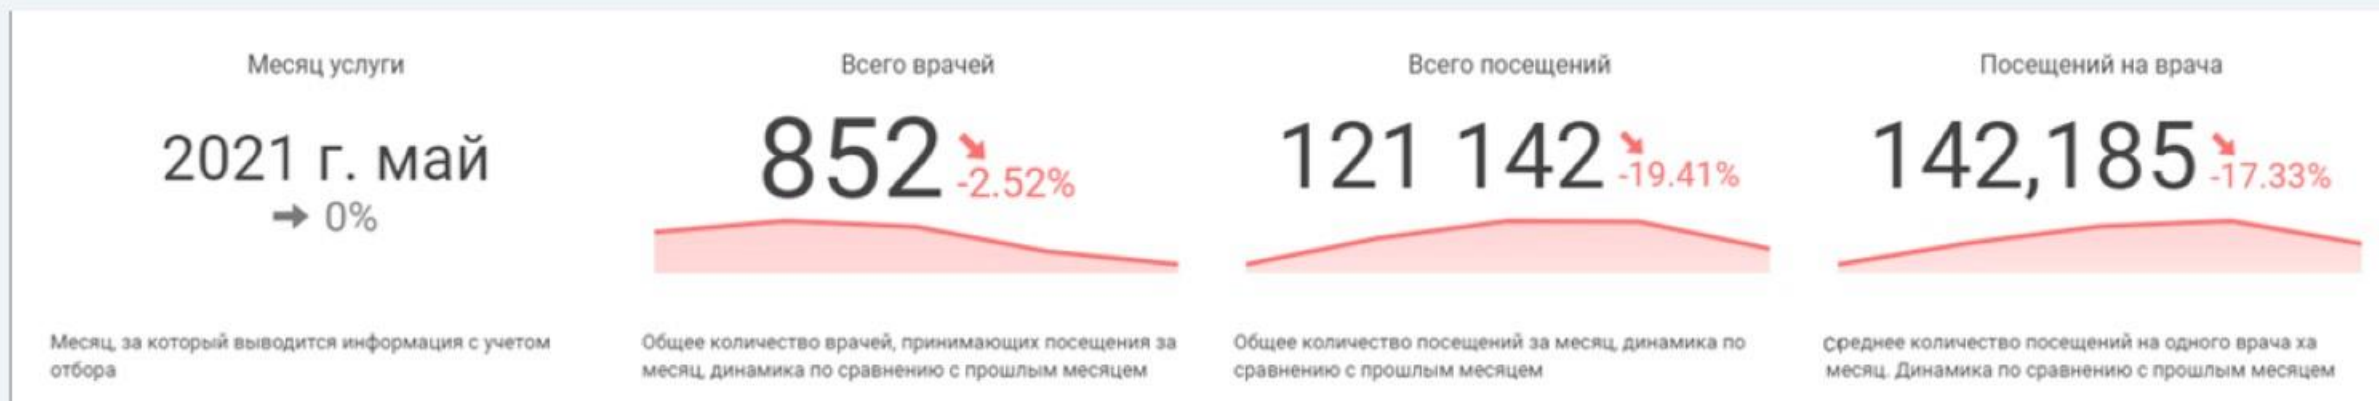 Месяц услуги
2021 г. май
0%
Месяц, за который выводится информация с учетом
отбора
Всего врачей
852 -2.52%
Общее количество врачей, принимающих посещения за
месяц, динамика по сравнению с прошлым месяцем
Всего посещений
121 142 -19.41%
Общее количество посещений за месяц, динамика по
сравнению с прошлым месяцем
Посещений на врача
142,185 -17.33%
Среднее количество посещений на одного врача ха
месяц. Динамика по сравнению с прошлым месяцем